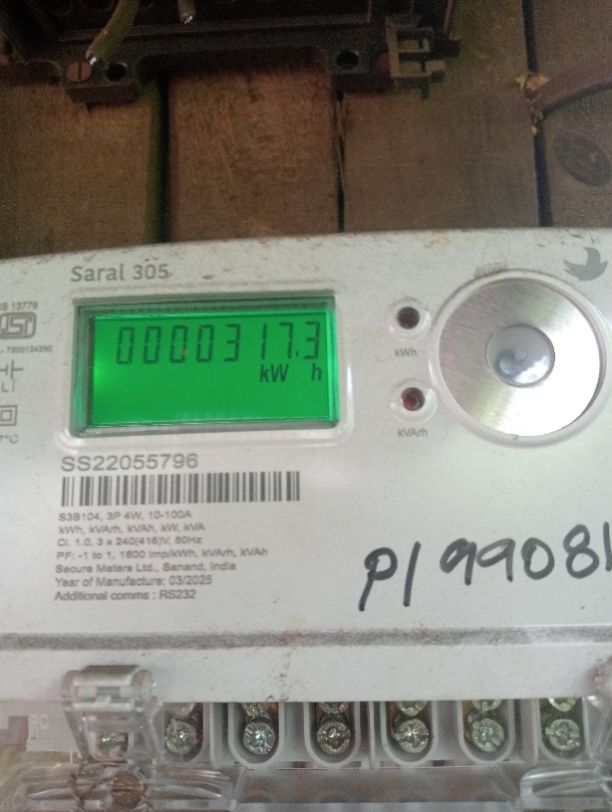 Saral 305
IS 13779
ISI
0000317.3
kW h
kWh
kVArh
SS22055796
S3B104, 3P 4W, 10-100A
kWh, kVArh, kVAh, kW, kVA
Cl. 1.0, 3 x 240(415)V, 50Hz
PF: -1 to 1, 1600 imp/kWh, kVArh, kVAh
Secure Meters Ltd., Sanand, India
Year of Manufacture: 03/2025
Additional comms : RS232